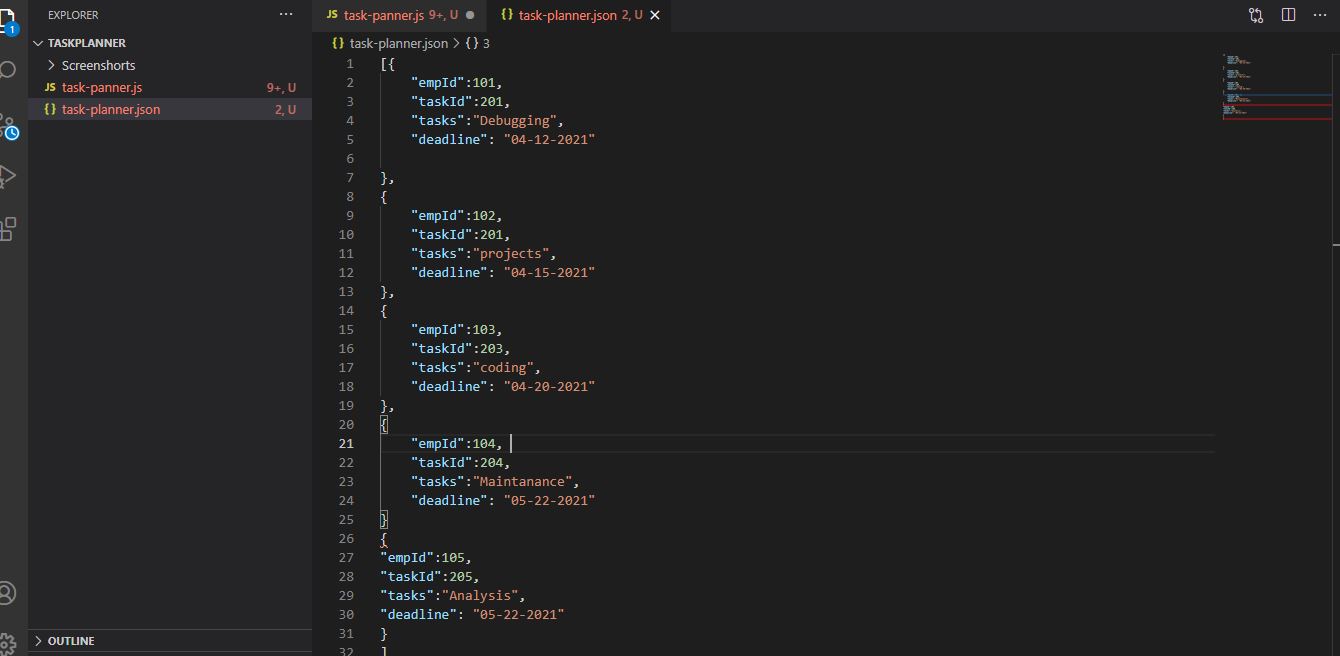 1
EXPLORER
···
TASKPLANNER
Screenshorts
JS task-panner.js 9+, U
{} task-planner.json 2, U
OUTLINE
JS task-panner.js 9+, U
{} task-planner.json 2, U
···
{} task-planner.json > {} 3
1 [{
2 "empId":101,
3 "taskId":201,
4 "tasks":"Debugging",
5 "deadline": "04-12-2021"
6
7 },
8 {
9 "empId":102,
10 "taskId":201,
11 "tasks":"projects",
12 "deadline": "04-15-2021"
13 },
14 {
15 "empId":103,
16 "taskId":203,
17 "tasks":"coding",
18 "deadline": "04-20-2021"
19 },
20 {
21 "empId":104,
22 "taskId":204,
23 "tasks":"Maintanance",
24 "deadline": "05-22-2021"
25 }
26 {
27 "empId":105,
28 "taskId":205,
29 "tasks":"Analysis",
30 "deadline": "05-22-2021"
31 }
32 ]